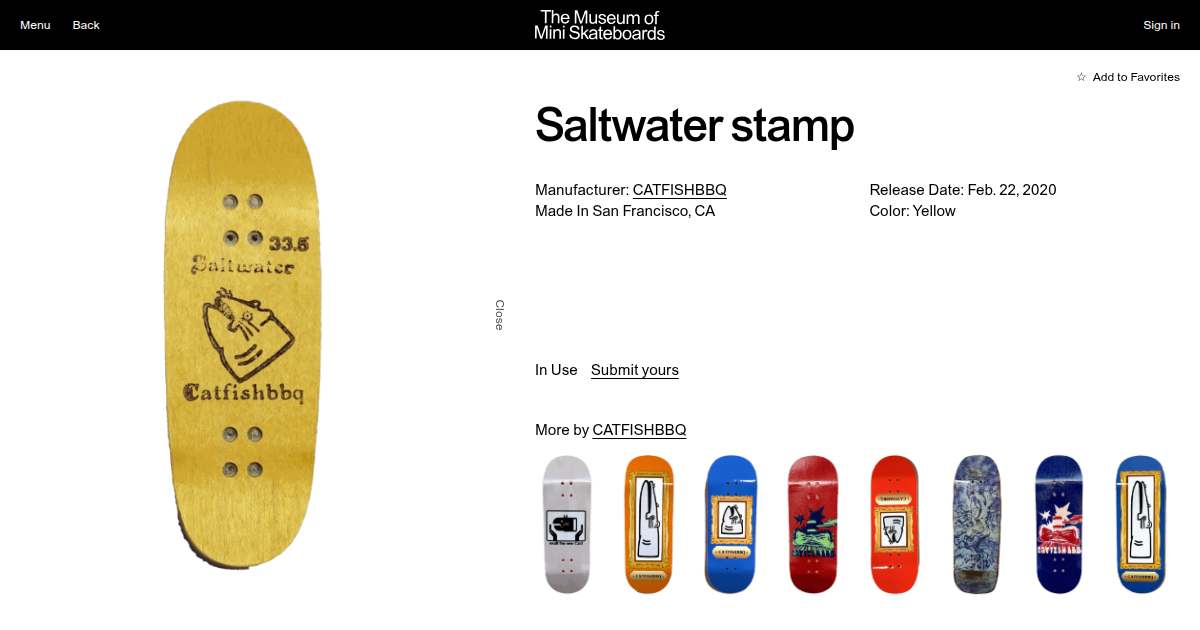 Menu
Back
The Museum of
Mini Skateboards
Sign in
☆ Add to Favorites
Saltwater stamp
Manufacturer: CATFISHBBQ
Made In San Francisco, CA
Release Date: Feb. 22, 2020
Color: Yellow
33.5
Saltwater
Catfishbbq
Close
In Use
Submit yours
More by CATFISHBBQ